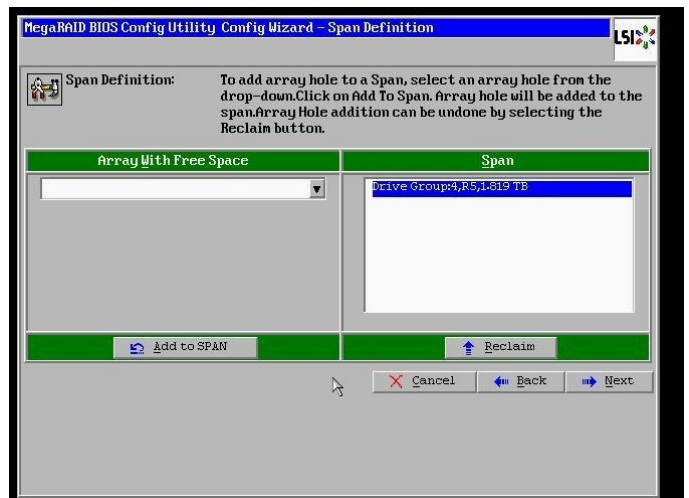 MegaRAID BIOS Config Utility Config Wizard – Span Definition
LSI
Span Definition:
To add array hole to a Span, select an array hole from the
drop-down.Click on Add To Span. Array hole will be added to the
span.Array Hole addition can be undone by selecting the
Reclaim button.
Array With Free Space
Span
Drive Group:4,R5,1.819 TB
Add to SPAN
Reclaim
Cancel
Back
Next